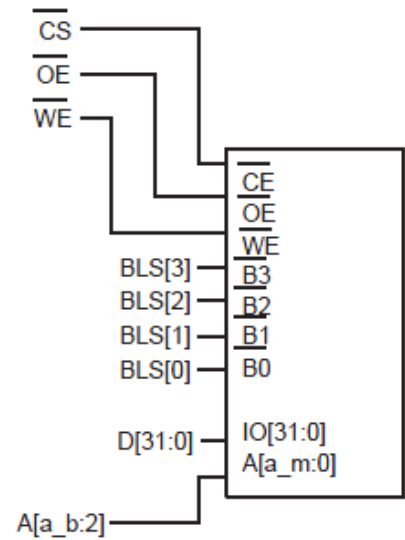 CS
OE
WE
CE
OE
WE
BLS[3]
B3
BLS[2]
B2
BLS[1]
B1
BLS[0]
B0
D[31:0]
IO[31:0]
A[a_m:0]
A[a_b:2]